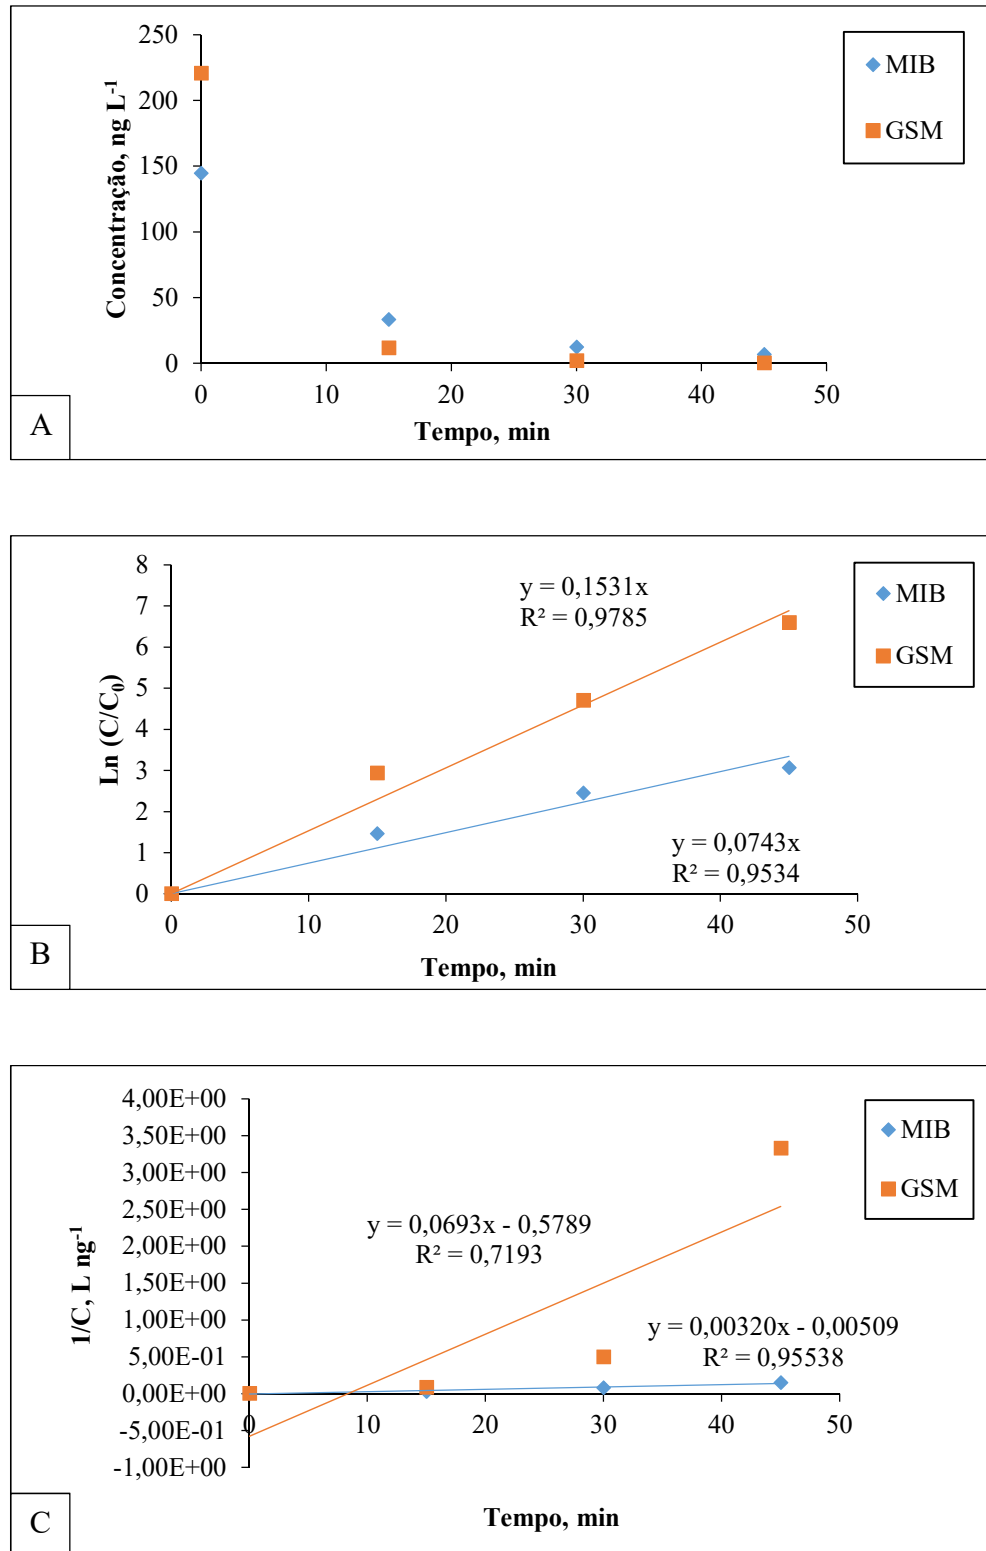 250
200
150
100
50
0
Concentração, ng L⁻¹
0 10 20 30 40 50
Tempo, min
MIB
GSM
A
8
7
6
5
4
3
2
1
0
Ln (C/C₀)
y = 0,1531x
R² = 0,9785
y = 0,0743x
R² = 0,9534
0 10 20 30 40 50
Tempo, min
MIB
GSM
B
4,00E+00
3,50E+00
3,00E+00
2,50E+00
2,00E+00
1,50E+00
1,00E+00
5,00E-01
0,00E+00
-5,00E-01
-1,00E+00
1/C, L ng⁻¹
y = 0,0693x - 0,5789
R² = 0,7193
y = 0,00320x - 0,00509
R² = 0,95538
0 10 20 30 40 50
Tempo, min
MIB
GSM
C